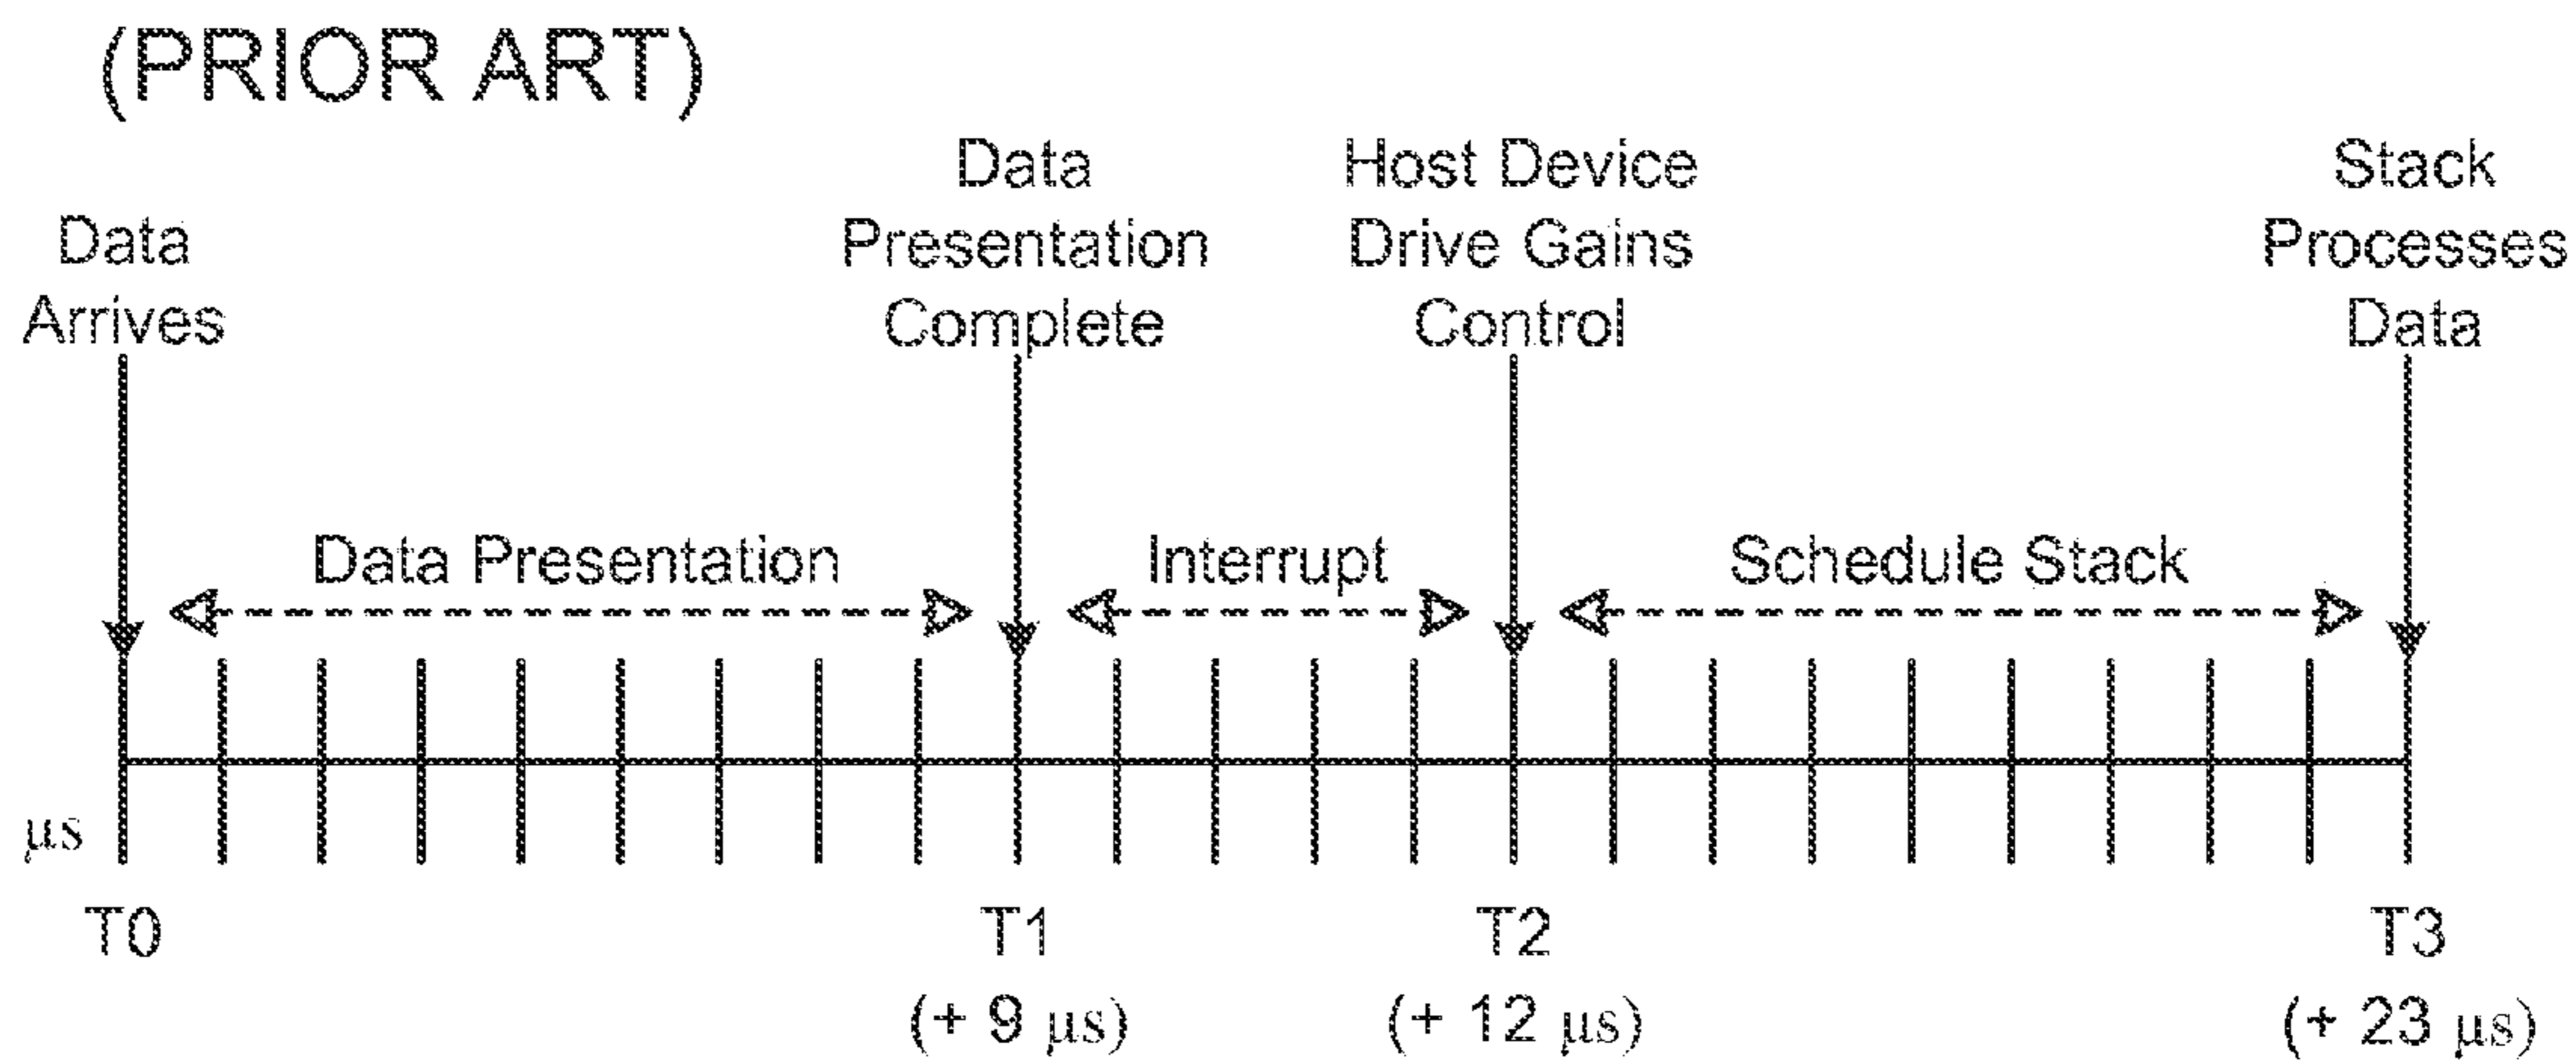 (PRIOR ART)
Data
Arrives
Data
Presentation
Complete
Host Device
Drive Gains
Control
Stack
Processes
Data
Data Presentation
Interrupt
Schedule Stack
μs
T0
T1
(+ 9 μs)
T2
(+ 12 μs)
T3
(+ 23 μs)